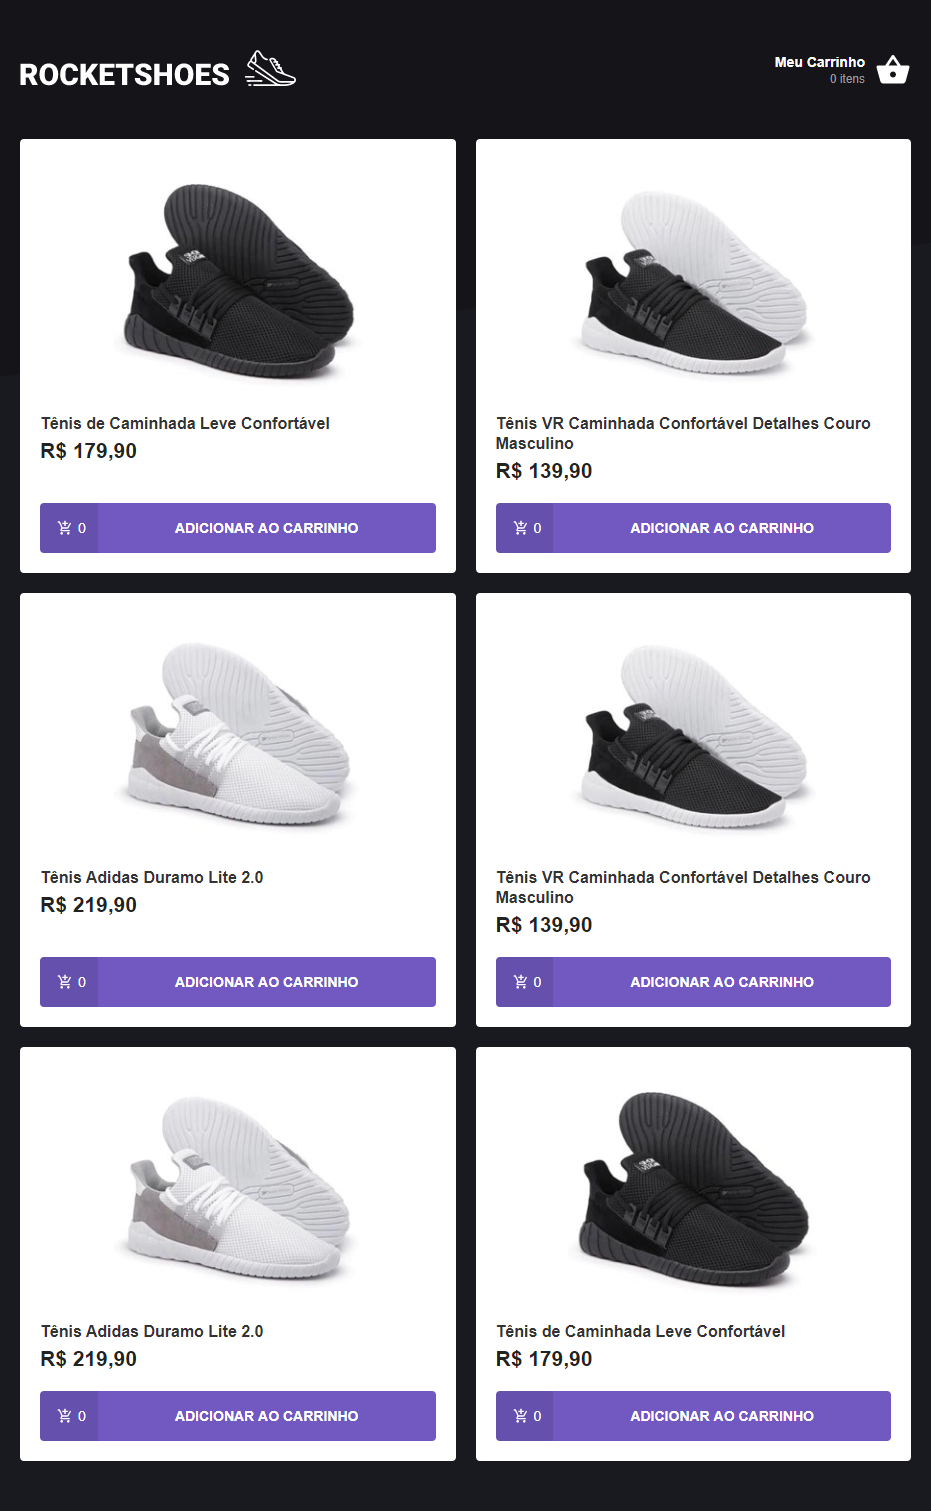 ROCKETSHOES
Meu Carrinho
0 itens
Tênis de Caminhada Leve Confortável
R$ 179,90
0 ADICIONAR AO CARRINHO
Tênis VR Caminhada Confortável Detalhes Couro
Masculino
R$ 139,90
0 ADICIONAR AO CARRINHO
Tênis Adidas Duramo Lite 2.0
R$ 219,90
0 ADICIONAR AO CARRINHO
Tênis VR Caminhada Confortável Detalhes Couro
Masculino
R$ 139,90
0 ADICIONAR AO CARRINHO
Tênis Adidas Duramo Lite 2.0
R$ 219,90
0 ADICIONAR AO CARRINHO
Tênis de Caminhada Leve Confortável
R$ 179,90
0 ADICIONAR AO CARRINHO